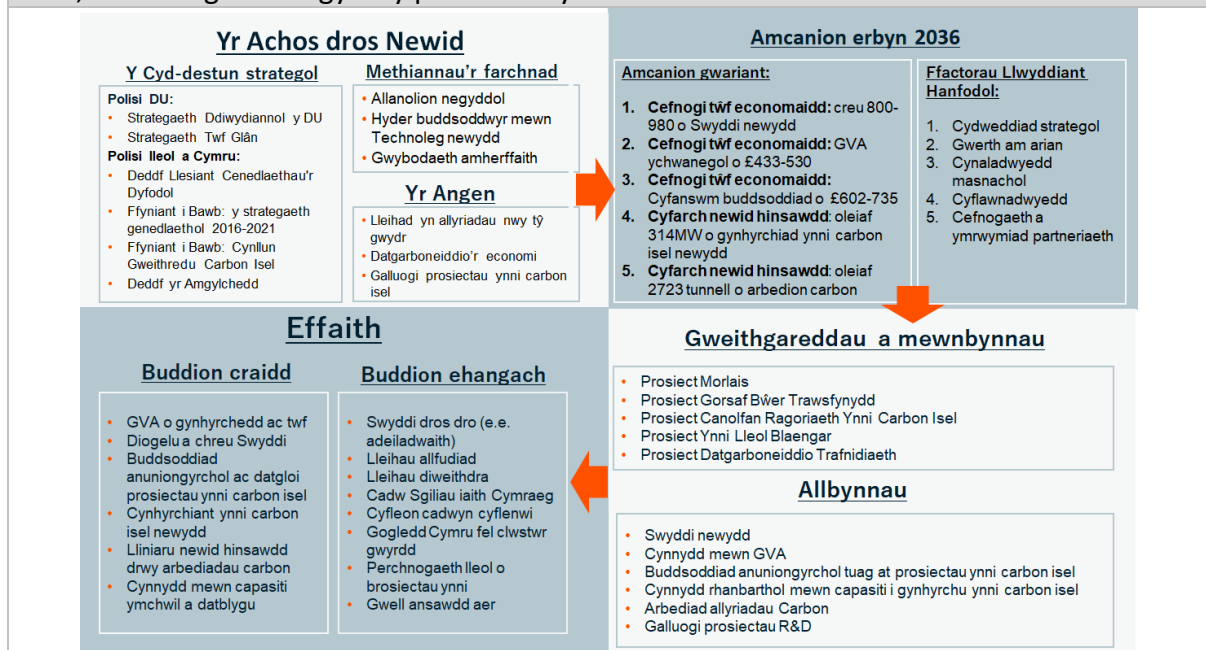 Yr Achos dros Newid
Y Cyd-destun strategol
Polisi DU:
• Strategaeth Ddiwydiannol y DU
• Strategaeth Twf Glân
Polisi lleol a Cymru:
• Deddf Llesiant Cenedlaethau'r
Dyfodol
• Ffyniant i Bawb: y strategaeth
genedlaethol 2016-2021
• Ffyniant i Bawb: Cynllun
Gweithredu Carbon Isel
• Deddf yr Amgylchedd
Methiannau'r farchnad
• Allanolion negyddol
• Hyder buddsoddwyr mewn
Technoleg newydd
• Gwybodaeth amherffaith
Yr Angen
• Lleihad yn allyriadau nwy tŷ
gwydr
• Datgarboneiddio'r economi
• Galluogi prosiectau ynni carbon
isel
Amcanion erbyn 2036
Amcanion gwariant:
1. Cefnogi twf economaidd: creu 800-
980 o Swyddi newydd
2. Cefnogi twf economaidd: GVA
ychwanegol o £433-530
3. Cefnogi twf economaidd:
Cyfanswm buddsoddiad o £602-735
4. Cyfarch newid hinsawdd: oleiaf
314MW o gynhyrchiad ynni carbon
isel newydd
5. Cyfarch newid hinsawdd: oleiaf
2723 tunnell o arbedion carbon
Ffactorau Llwyddiant
Hanfodol:
1. Cydweddiad strategol
2. Gwerth am arian
3. Cynaladwyedd
masnachol
4. Cyflawnadwyedd
5. Cefnogaeth a
ymrwymiad partneriaeth
Effaith
Buddion craidd
• GVA o gynhyrchedd ac twf
• Diogelu a chreu Swyddi
• Buddsoddiad
anuniongyrchol ac datgloi
prosiectau ynni carbon isel
• Cynhyrchiant ynni carbon
isel newydd
• Lliniaru newid hinsawdd
drwy arbediadau carbon
• Cynnydd mewn capasiti
ymchwil a datblygu
Buddion ehangach
• Swyddi dros dro (e.e.
adeiladwaith)
• Lleihau allfudiad
• Lleihau diweithdra
• Cadw Sgiliau iaith Cymraeg
• Cyfleon cadwyn cyflenwi
• Gogledd Cymru fel clwstwr
gwyrdd
• Perchnogaeth lleol o
brosiectau ynni
• Gwell ansawdd aer
Gweithgareddau a mewnbynnau
• Prosiect Morlais
• Prosiect Gorsaf Bŵer Trawsfynydd
• Prosiect Canolfan Ragoriaeth Ynni Carbon Isel
• Prosiect Ynni Lleol Blaengar
• Prosiect Datgarboneiddio Trafnidiaeth
Allbynnau
• Swyddi newydd
• Cynnydd mewn GVA
• Buddsoddiad anuniongyrchol tuag at prosiectau ynni carbon isel
• Cynnydd rhanbarthol mewn capasiti i gynhyrchu ynni carbon isel
• Arbediad allyriadau Carbon
• Galluogi prosiectau R&D